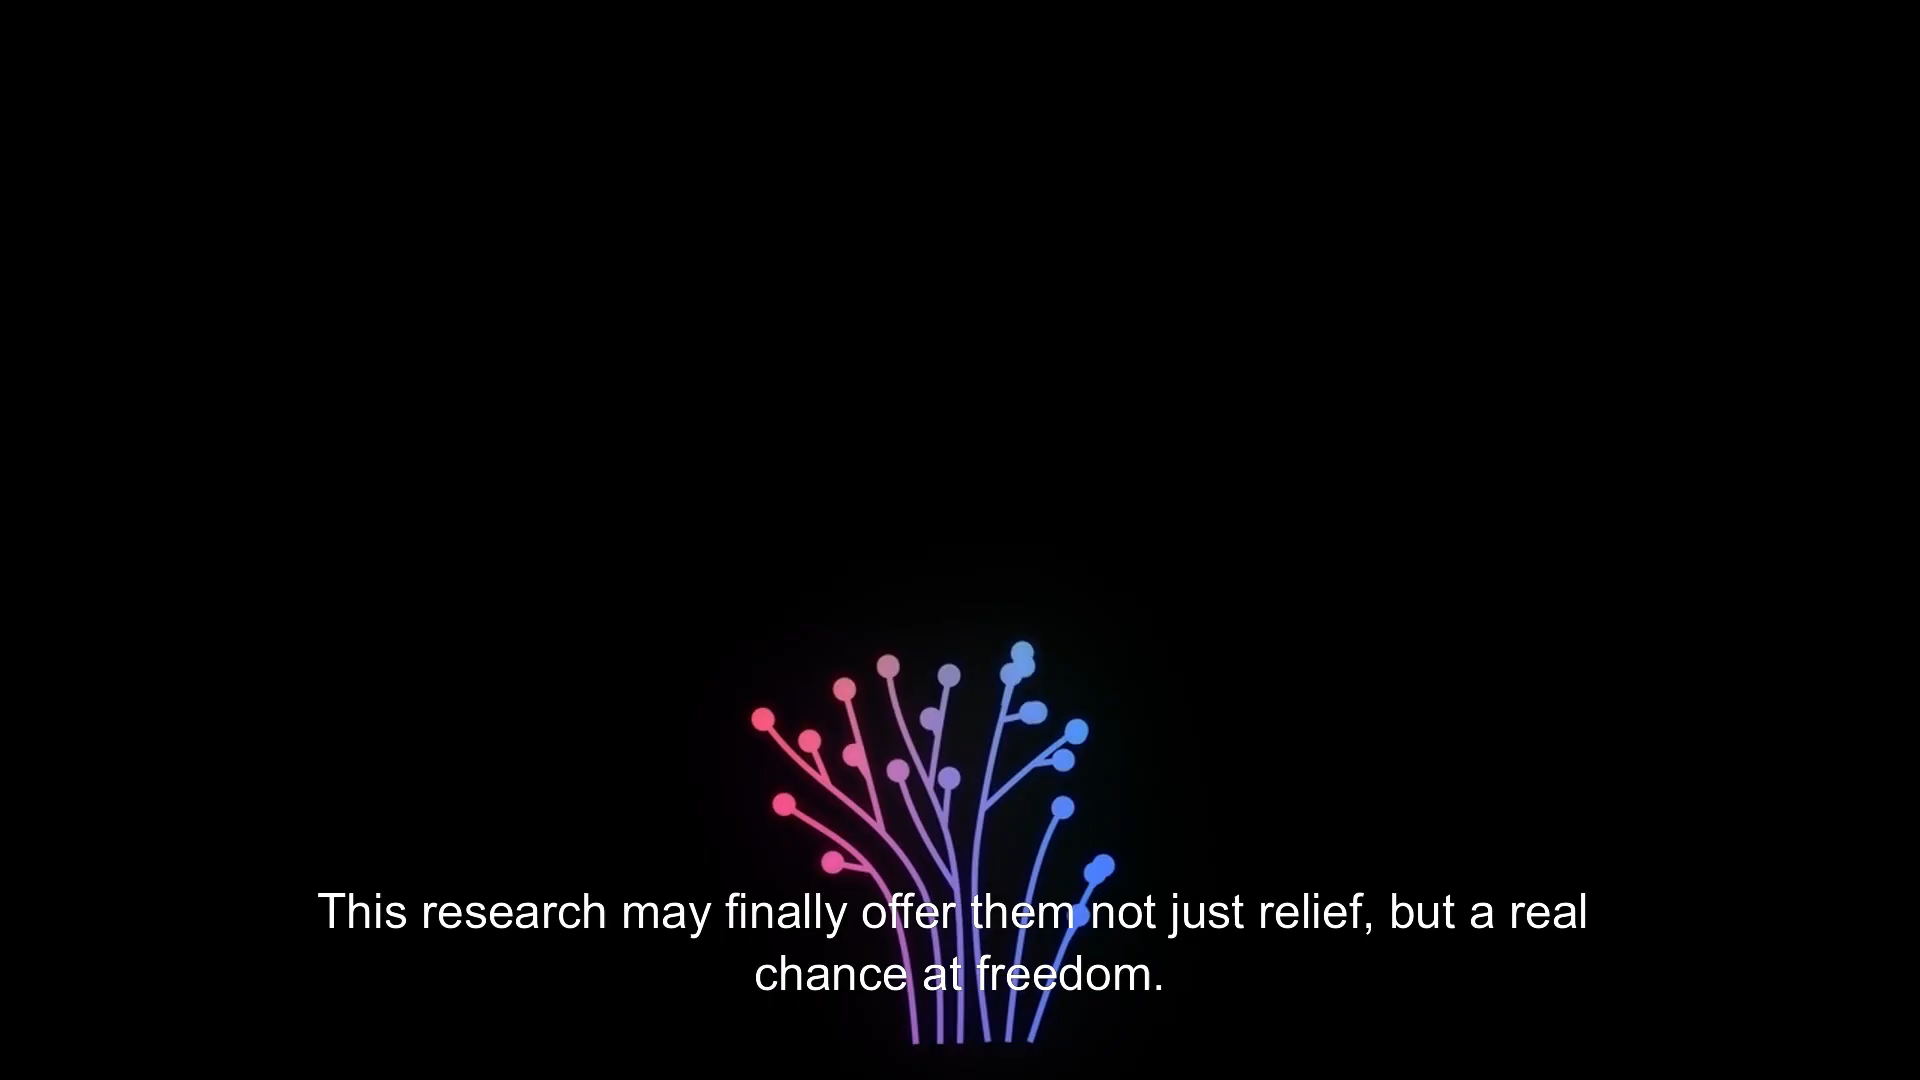 This research may finally offer them not just relief, but a real
chance at freedom.